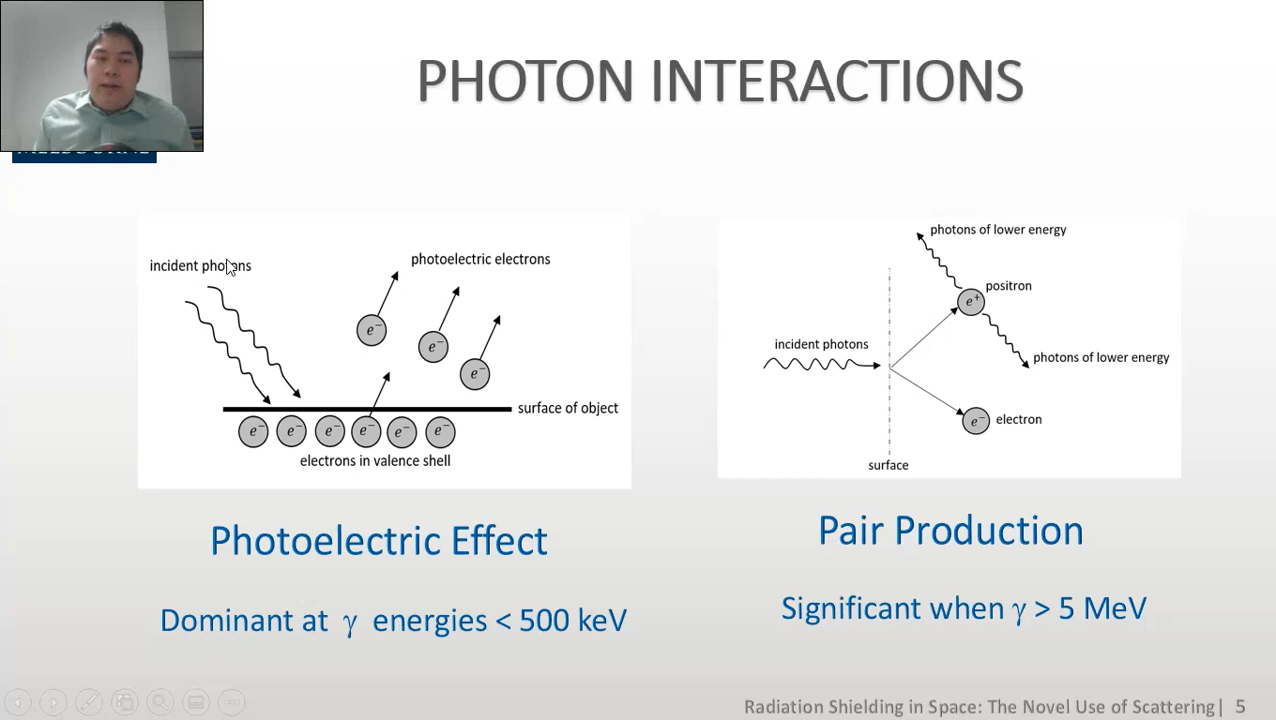 PHOTON INTERACTIONS
incident photons
photoelectric electrons
e⁻ e⁻ e⁻
surface of object
e⁻ e⁻ e⁻ e⁻ e⁻ e⁻
electrons in valence shell
photons of lower energy
positron
e⁺
incident photons
photons of lower energy
e⁻
electron
surface
Photoelectric Effect
Dominant at γ energies < 500 keV
Pair Production
Significant when γ > 5 MeV
Radiation Shielding in Space: The Novel Use of Scattering| 5